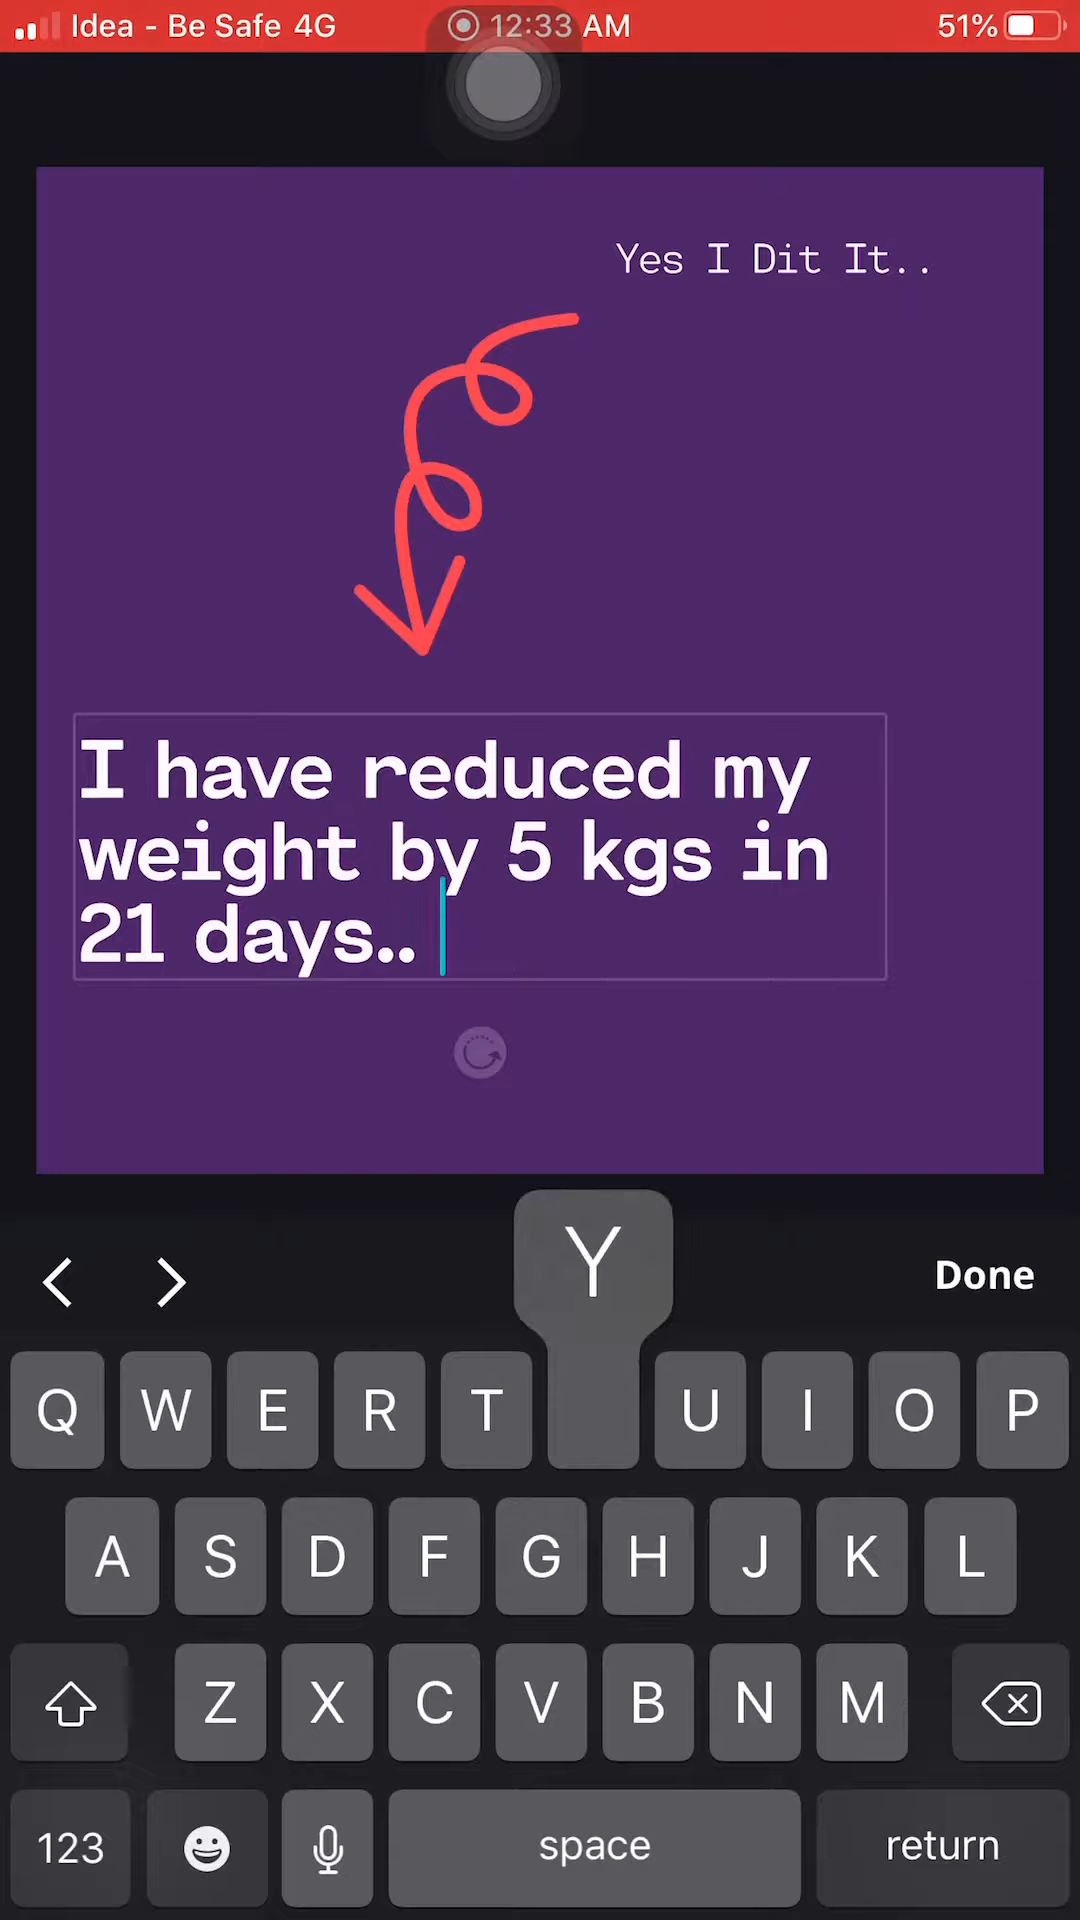 Idea - Be Safe 4G
12:33 AM
51%
Yes I Dit It..
I have reduced my
weight by 5 kgs in
21 days..
Done
Y
Q W E R T U I O P
A S D F G H J K L
Z X C V B N M
123
space
return